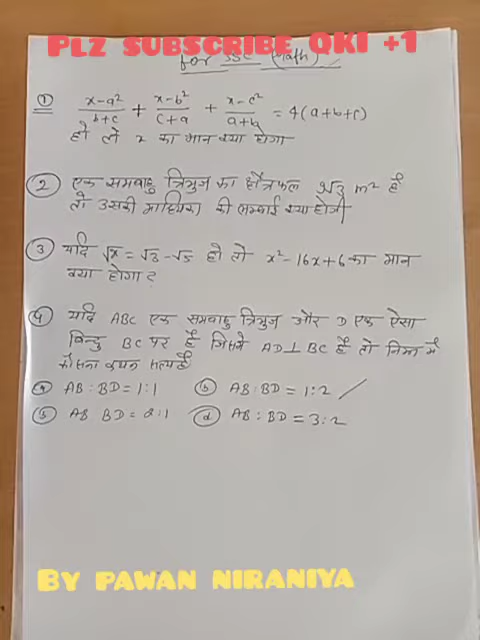 PLZ SUBSCRIBE QKI +1
For SSC (Math)
① x-a²/b+c + x-b²/c+a + x-c²/a+b = 4(a+b+c)
हो तो x का मान क्या होगा
② एक समबाहु त्रिभुज का क्षेत्रफल 9√3 m² है
तो उसकी माध्यिका की लम्बाई क्या होगी
③ यदि √x = √3 - √5 हो तो x² - 16x + 6 का मान
क्या होगा ?
④ यदि ABC एक समबाहु त्रिभुज और D एक ऐसा
बिन्दु BC पर है जिसमे AD⊥BC है तो निम्न में
कौनसा कथन सत्य है
ⓐ AB : BD = 1:1 ⓑ AB : BD = 1:2
AB BD = 2:1 ⓓ AB : BD = 3:2
BY PAWAN NIRANIYA